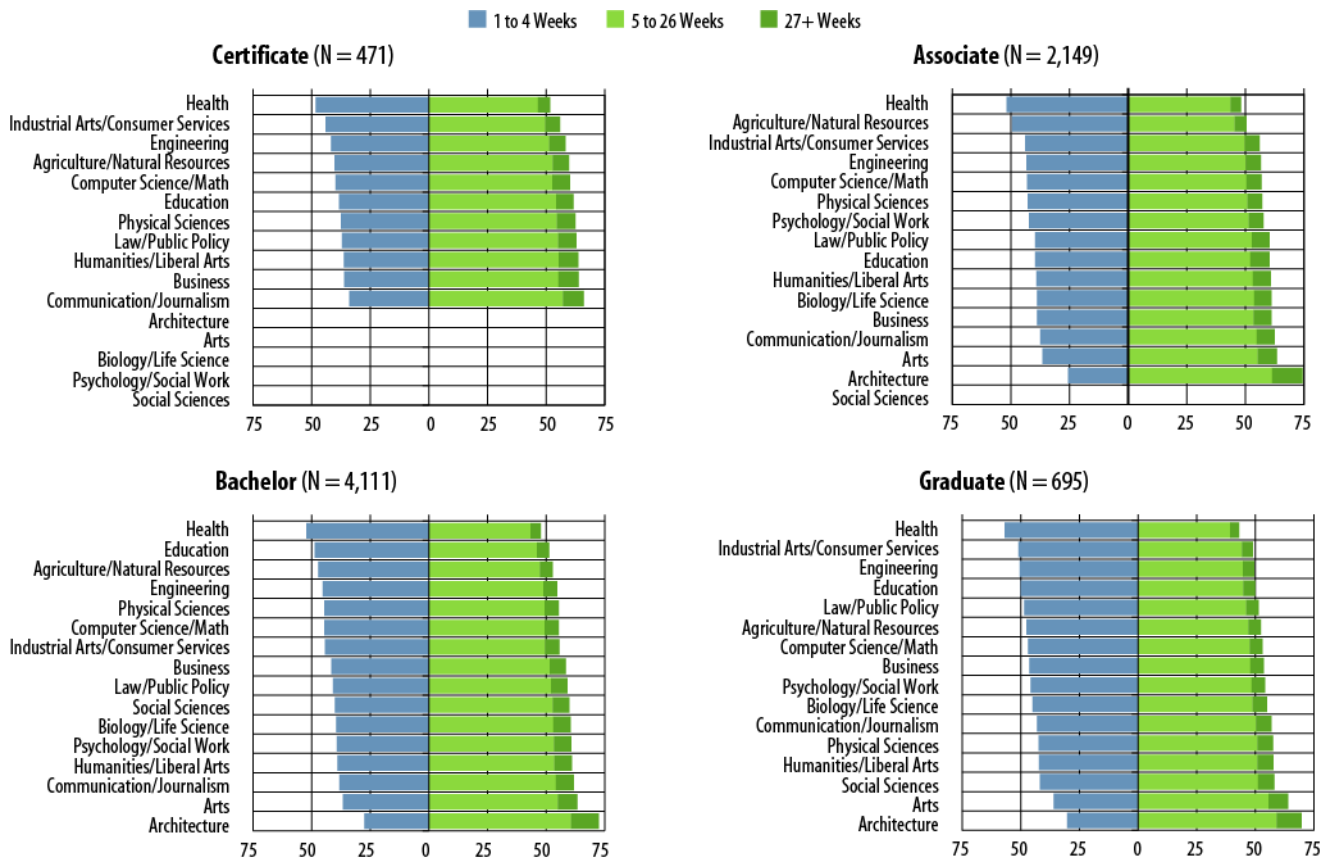 1 to 4 Weeks 5 to 26 Weeks 27+ Weeks
Certificate (N = 471)
Health
Industrial Arts/Consumer Services
Engineering
Agriculture/Natural Resources
Computer Science/Math
Education
Physical Sciences
Law/Public Policy
Humanities/Liberal Arts
Business
Communication/Journalism
Architecture
Arts
Biology/Life Science
Psychology/Social Work
Social Sciences
75 50 25 0 25 50 75
Associate (N = 2,149)
Health
Agriculture/Natural Resources
Industrial Arts/Consumer Services
Engineering
Computer Science/Math
Physical Sciences
Psychology/Social Work
Law/Public Policy
Education
Humanities/Liberal Arts
Biology/Life Science
Business
Communication/Journalism
Arts
Architecture
Social Sciences
75 50 25 0 25 50 75
Bachelor (N = 4,111)
Health
Education
Agriculture/Natural Resources
Engineering
Physical Sciences
Computer Science/Math
Industrial Arts/Consumer Services
Business
Law/Public Policy
Social Sciences
Biology/Life Science
Psychology/Social Work
Humanities/Liberal Arts
Communication/Journalism
Arts
Architecture
75 50 25 0 25 50 75
Graduate (N = 695)
Health
Industrial Arts/Consumer Services
Engineering
Education
Law/Public Policy
Agriculture/Natural Resources
Computer Science/Math
Business
Psychology/Social Work
Biology/Life Science
Communication/Journalism
Physical Sciences
Humanities/Liberal Arts
Social Sciences
Arts
Architecture
75 50 25 0 25 50 75